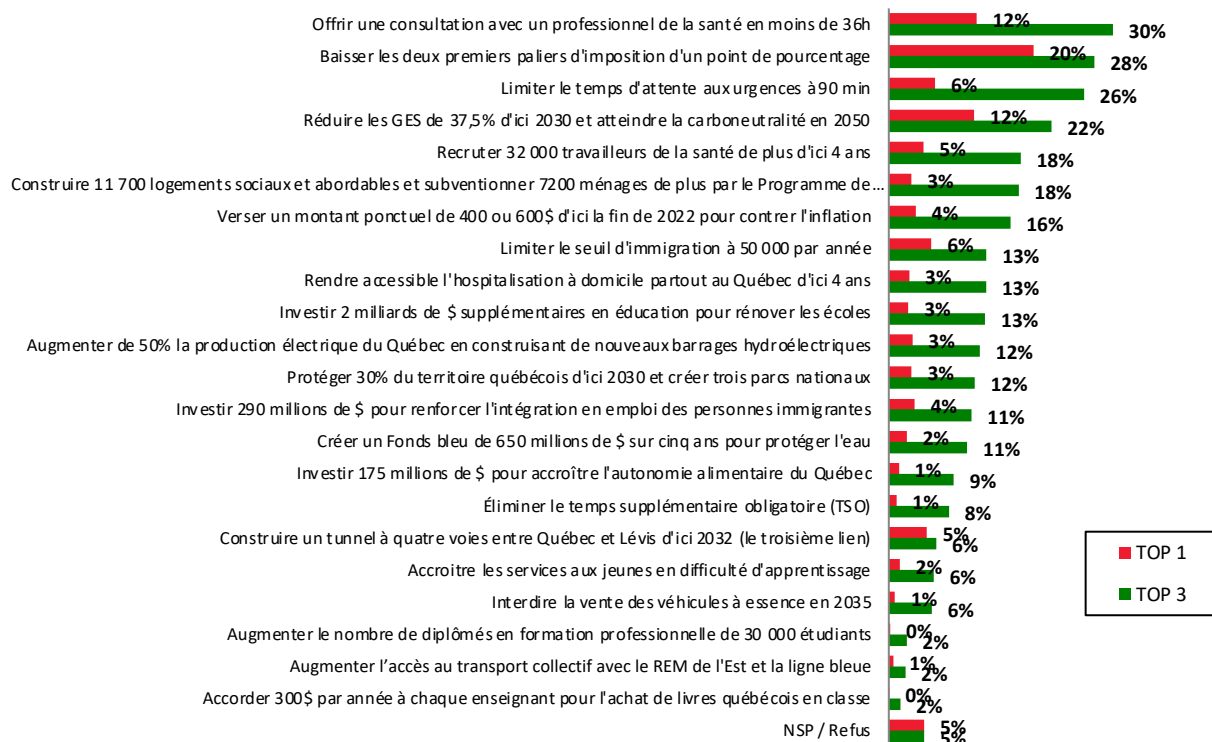 Offrir une consultation avec un professionnel de la santé en moins de 36h 12% 30%
Baisser les deux premiers paliers d'imposition d'un point de pourcentage 20% 28%
Limiter le temps d'attente aux urgences à 90 min 6% 26%
Réduire les GES de 37,5% d'ici 2030 et atteindre la carboneutralité en 2050 12% 22%
Recruter 32 000 travailleurs de la santé de plus d'ici 4 ans 5% 18%
Construire 11 700 logements sociaux et abordables et subventionner 7200 ménages de plus par le Programme de... 3% 18%
Verser un montant ponctuel de 400 ou 600$ d'ici la fin de 2022 pour contrer l'inflation 4% 16%
Limiter le seuil d'immigration à 50 000 par année 6% 13%
Rendre accessible l'hospitalisation à domicile partout au Québec d'ici 4 ans 3% 13%
Investir 2 milliards de $ supplémentaires en éducation pour rénover les écoles 3% 13%
Augmenter de 50% la production électrique du Québec en construisant de nouveaux barrages hydroélectriques 3% 12%
Protéger 30% du territoire québécois d'ici 2030 et créer trois parcs nationaux 3% 12%
Investir 290 millions de $ pour renforcer l'intégration en emploi des personnes immigrantes 4% 11%
Créer un Fonds bleu de 650 millions de $ sur cinq ans pour protéger l'eau 2% 11%
Investir 175 millions de $ pour accroître l'autonomie alimentaire du Québec 1% 9%
Éliminer le temps supplémentaire obligatoire (TSO) 1% 8%
Construire un tunnel à quatre voies entre Québec et Lévis d'ici 2032 (le troisième lien) 5% 6%
Accroitre les services aux jeunes en difficulté d'apprentissage 2% 6%
Interdire la vente des véhicules à essence en 2035 1% 6%
Augmenter le nombre de diplômés en formation professionnelle de 30 000 étudiants 0% 2%
Augmenter l’accès au transport collectif avec le REM de l'Est et la ligne bleue 1% 2%
Accorder 300$ par année à chaque enseignant pour l'achat de livres québécois en classe 0% 2%
NSP / Refus 5% 5%
TOP 1
TOP 3